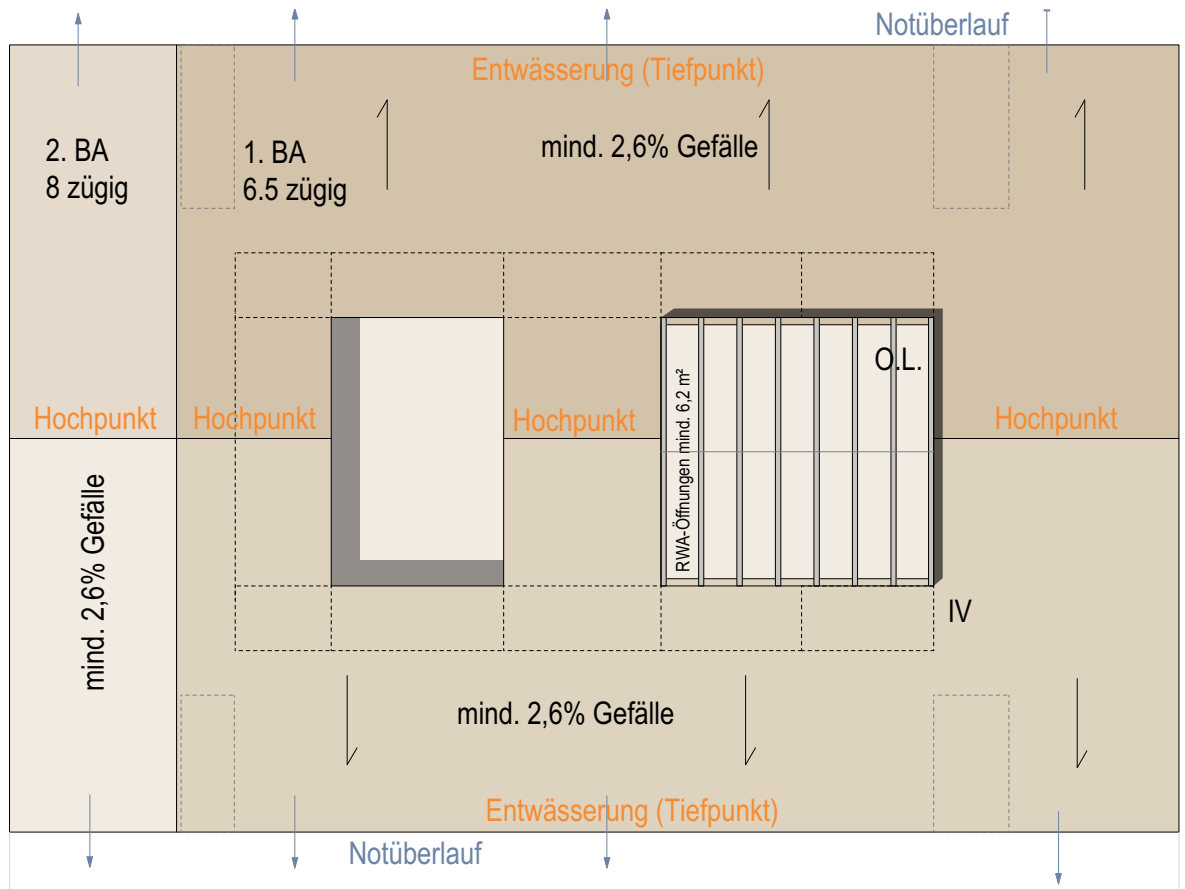 Notüberlauf
Entwässerung (Tiefpunkt)
2. BA
8 zügig
1. BA
6.5 zügig
mind. 2,6% Gefälle
O.L.
RWA-Öffnungen mind. 6,2 m²
Hochpunkt
Hochpunkt
Hochpunkt
Hochpunkt
mind. 2,6% Gefälle
IV
mind. 2,6% Gefälle
Entwässerung (Tiefpunkt)
Notüberlauf